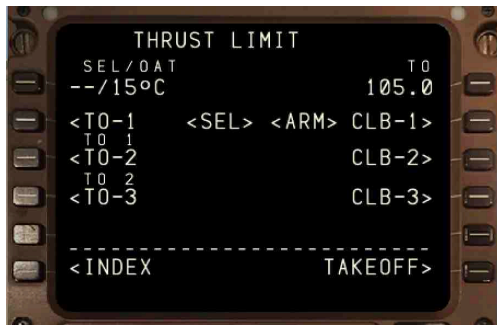 THRUST LIMIT
SEL/OAT TO
--/15°C 105.0
<TO-1 <SEL> <ARM> CLB-1>
TO 1
<TO-2 CLB-2>
TO 2
<TO-3 CLB-3>
----------------------------
<INDEX TAKEOFF>